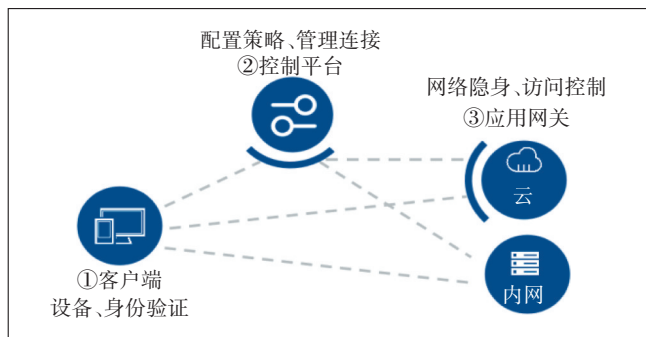 配置策略、管理连接
②控制平台
网络隐身、访问控制
③应用网关
云
①客户端
设备、身份验证
内网